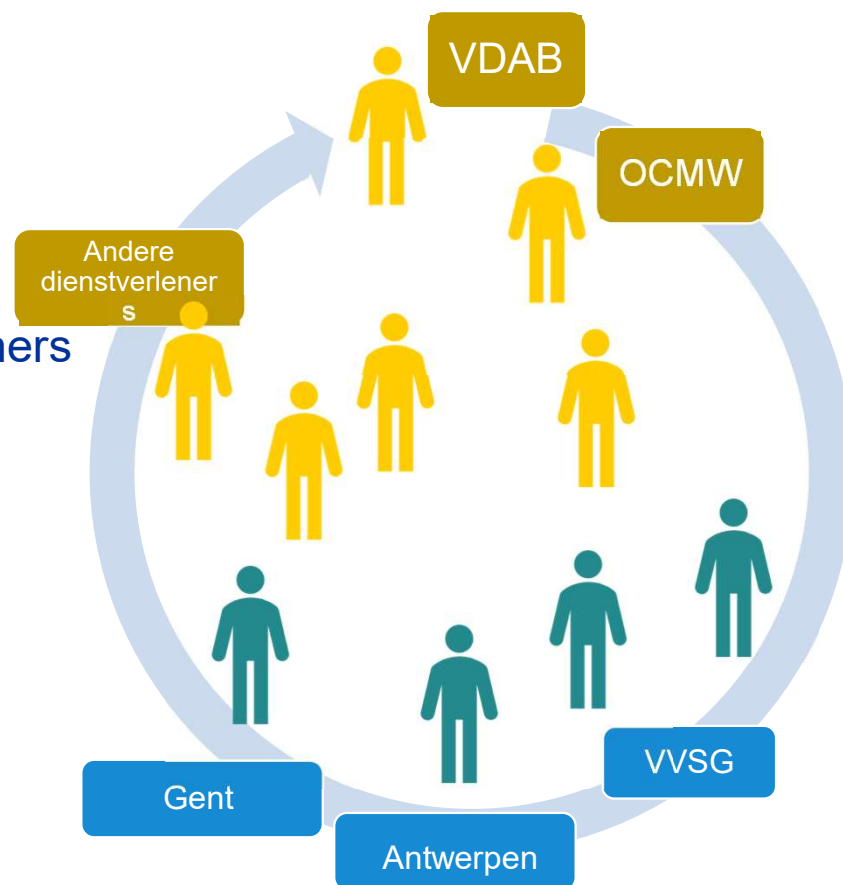 VDAB
OCMW
Andere
dienstverlener
s
ners
VVSG
Gent
Antwerpen